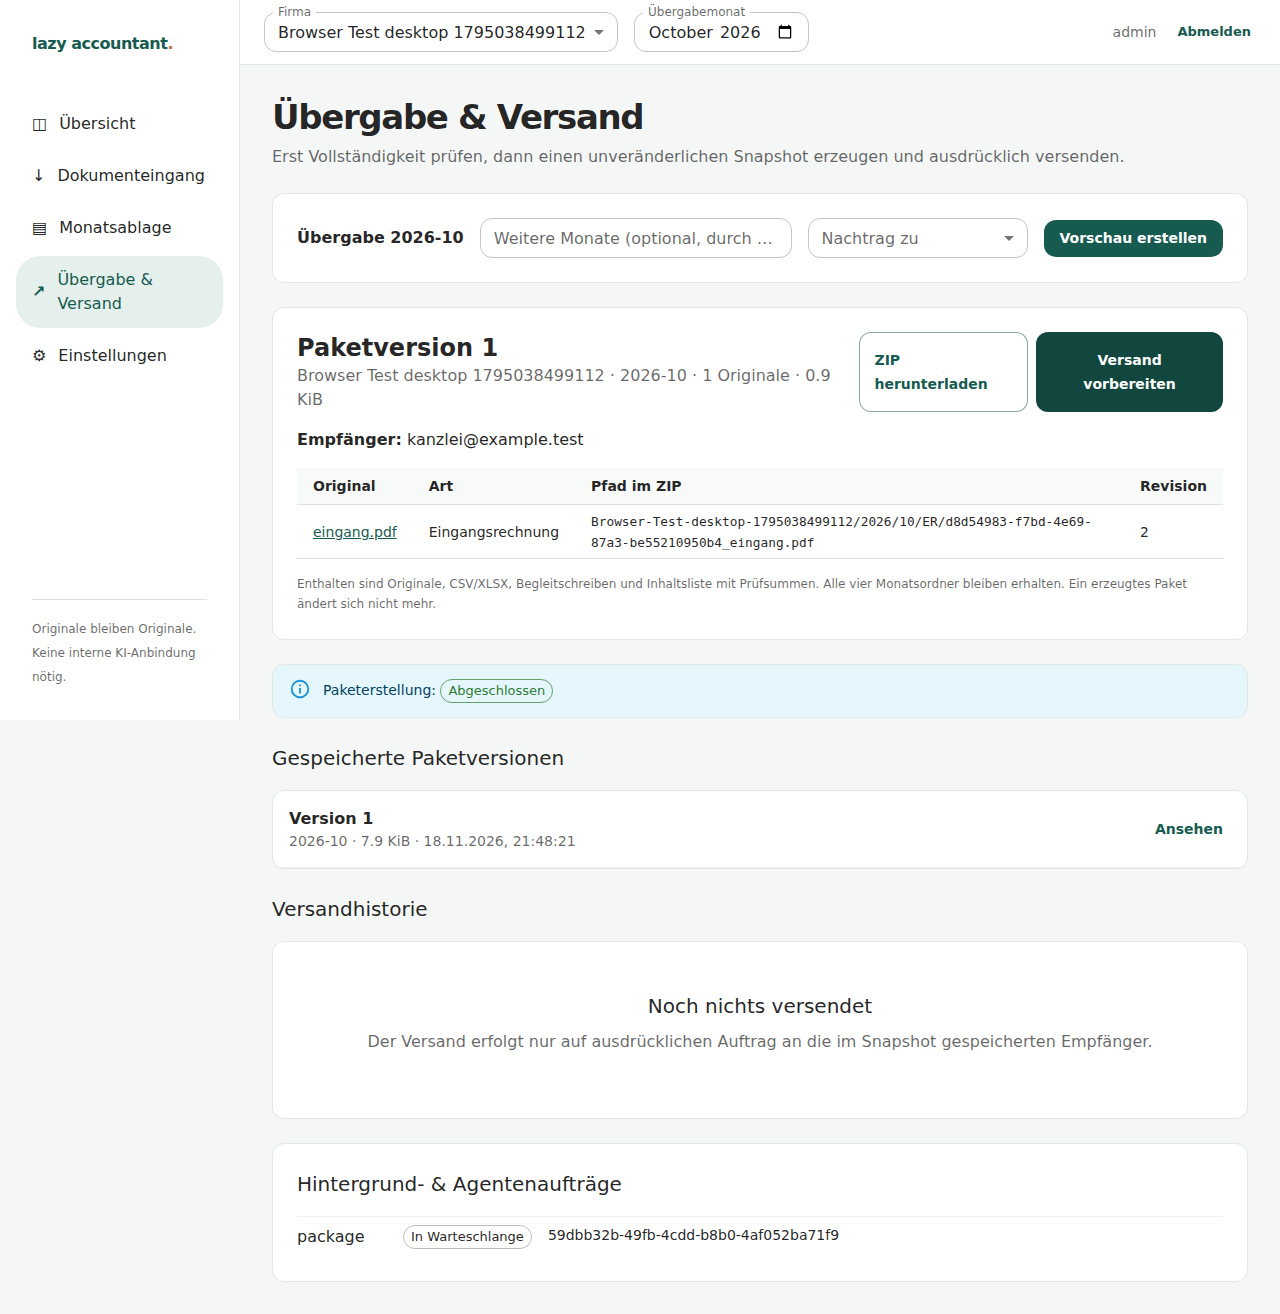 lazy accountant.
Firma
Browser Test desktop 1795038499112
Übergabemonat
October 2026
admin
Abmelden
Übersicht
Dokumenteingang
Monatsablage
Übergabe &
Versand
Einstellungen
Originale bleiben Originale.
Keine interne KI-Anbindung
nötig.
Übergabe & Versand
Erst Vollständigkeit prüfen, dann einen unveränderlichen Snapshot erzeugen und ausdrücklich versenden.
Übergabe 2026-10
Weitere Monate (optional, durch ...
Nachtrag zu
Vorschau erstellen
Paketversion 1
Browser Test desktop 1795038499112 · 2026-10 · 1 Originale · 0.9
KiB
ZIP
herunterladen
Versand
vorbereiten
Empfänger: kanzlei@example.test
Original Art Pfad im ZIP Revision
eingang.pdf Eingangsrechnung Browser-Test-desktop-1795038499112/2026/10/ER/d8d54983-f7bd-4e69-
87a3-be55210950b4_eingang.pdf 2
Enthalten sind Originale, CSV/XLSX, Begleitschreiben und Inhaltsliste mit Prüfsummen. Alle vier Monatsordner bleiben erhalten. Ein erzeugtes Paket
ändert sich nicht mehr.
Paketerstellung: Abgeschlossen
Gespeicherte Paketversionen
Version 1
2026-10 · 7.9 KiB · 18.11.2026, 21:48:21
Ansehen
Versandhistorie
Noch nichts versendet
Der Versand erfolgt nur auf ausdrücklichen Auftrag an die im Snapshot gespeicherten Empfänger.
Hintergrund- & Agentenaufträge
package In Warteschlange 59dbb32b-49fb-4cdd-b8b0-4af052ba71f9